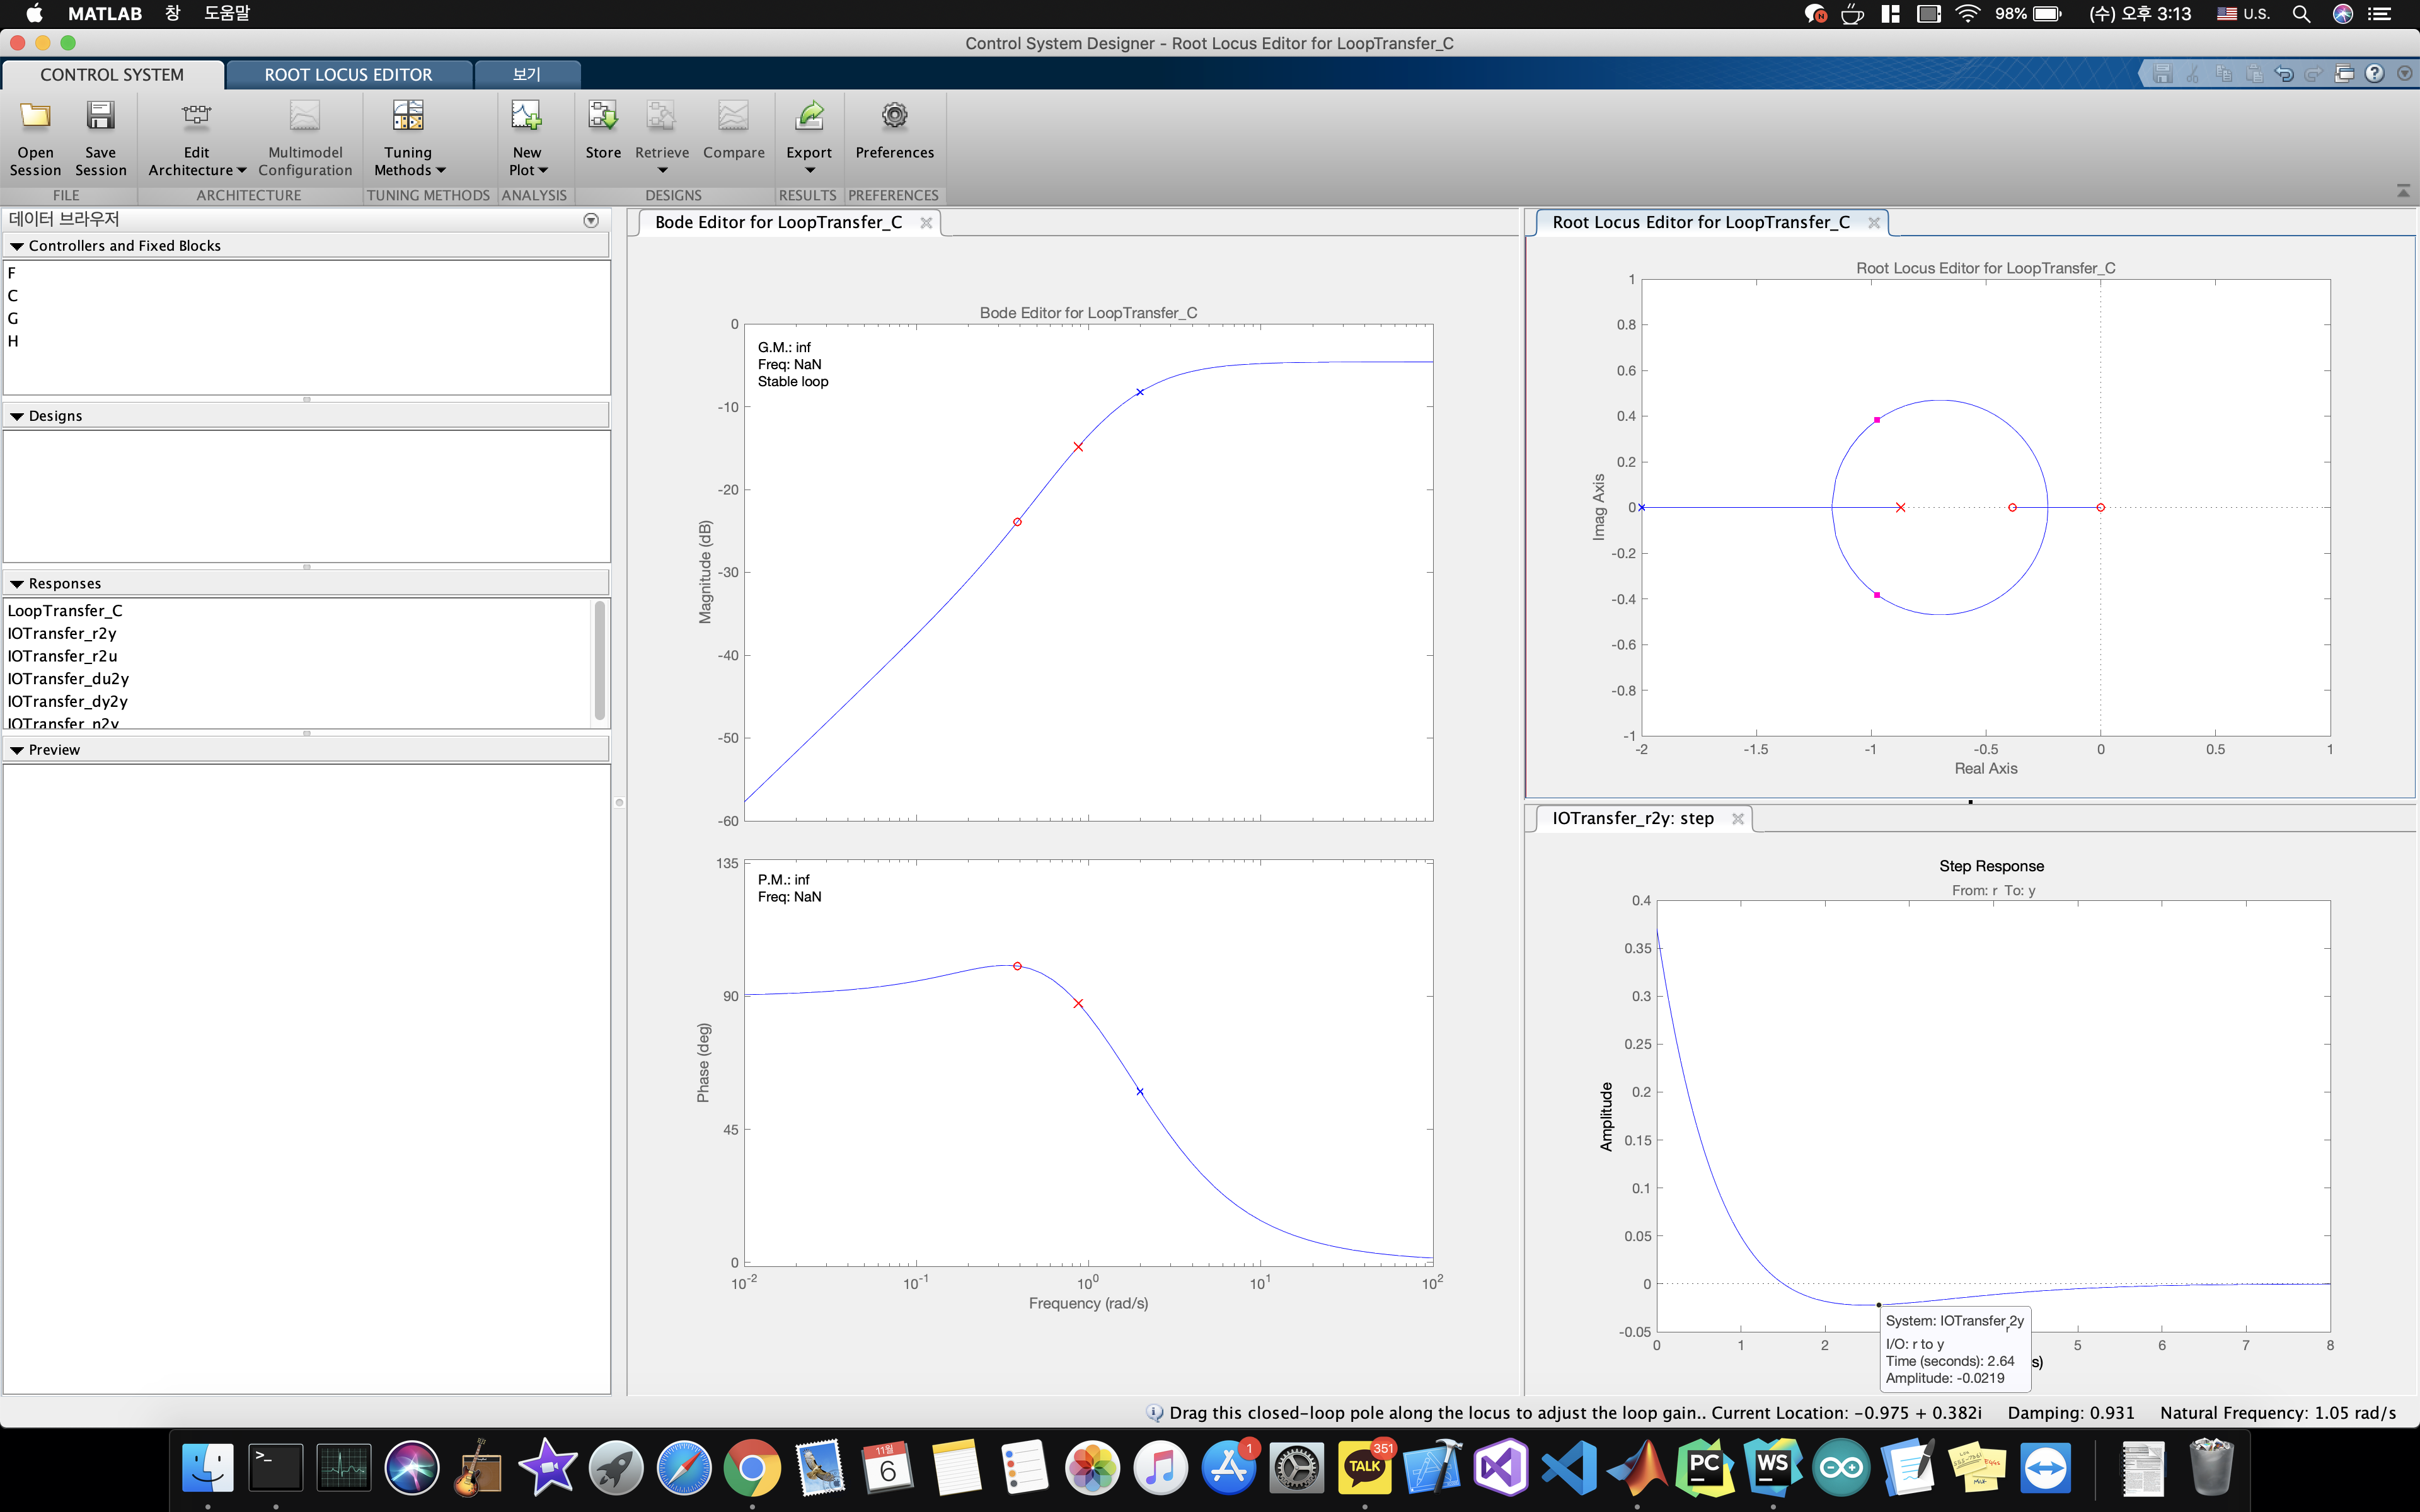 MATLAB 창 도움말 98% (수) 오후 3:13 U.S.
Control System Designer - Root Locus Editor for LoopTransfer_C
CONTROL SYSTEM ROOT LOCUS EDITOR 보기
Open Session
Save Session
Edit Architecture
Multimodel Configuration
Tuning Methods
New Plot
Store
Retrieve
Compare
Export
Preferences
FILE ARCHITECTURE TUNING METHODS ANALYSIS DESIGNS RESULTS PREFERENCES
데이터 브라우저
Controllers and Fixed Blocks
F
C
G
H
Designs
Responses
LoopTransfer_C
IOTransfer_r2y
IOTransfer_r2u
IOTransfer_du2y
IOTransfer_dy2y
IOTransfer_n2y
Preview
Bode Editor for LoopTransfer_C
Bode Editor for LoopTransfer_C
G.M.: inf
Freq: NaN
Stable loop
0
-10
-20
-30
-40
-50
-60
Magnitude (dB)
P.M.: inf
Freq: NaN
135
90
45
0
Phase (deg)
10-2 10-1 100 101 102
Frequency (rad/s)
Root Locus Editor for LoopTransfer_C
Root Locus Editor for LoopTransfer_C
1
0.8
0.6
0.4
0.2
0
-0.2
-0.4
-0.6
-0.8
-1
Imag Axis
-2 -1.5 -1 -0.5 0 0.5 1
Real Axis
IOTransfer_r2y: step
Step Response
From: r To: y
0.4
0.35
0.3
0.25
0.2
0.15
0.1
0.05
0
-0.05
Amplitude
0 1 2 5 6 7 8
s)
System: IOTransferr2y
I/O: r to y
Time (seconds): 2.64
Amplitude: -0.0219
Drag this closed-loop pole along the locus to adjust the loop gain.. Current Location: -0.975 + 0.382i Damping: 0.931 Natural Frequency: 1.05 rad/s
11월
6
1
TALK
351
PC
WS